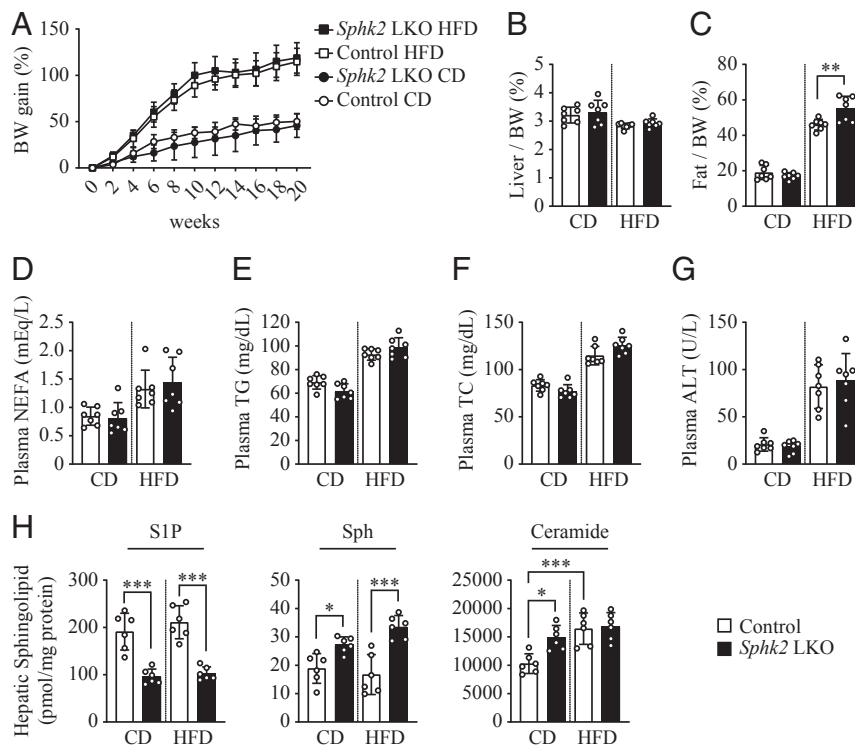 A
BW gain (%)
150
100
50
0
0 2 4 6 8 10 12 14 16 18 20
weeks
Sphk2 LKO HFD
Control HFD
Sphk2 LKO CD
Control CD
B
Liver / BW (%)
5
4
3
2
1
0
CD HFD
C
Fat / BW (%)
80
60
40
20
0
**
CD HFD
D
Plasma NEFA (mEq/L)
2.5
2.0
1.5
1.0
0.5
0
CD HFD
E
Plasma TG (mg/dL)
120
100
80
60
40
20
0
CD HFD
F
Plasma TC (mg/dL)
150
100
50
0
CD HFD
G
Plasma ALT (U/L)
150
100
50
0
CD HFD
H
Hepatic Sphingolipid
(pmol/mg protein)
S1P
300
200
100
0
*** ***
CD HFD
Sph
50
40
30
20
10
0
* ***
CD HFD
Ceramide
25000
20000
15000
10000
5000
0
***
*
CD HFD
Control
Sphk2 LKO